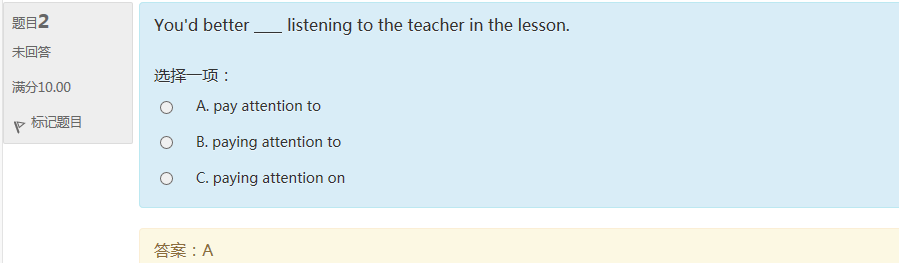 题目2
未回答
满分10.00
标记题目
You'd better ___ listening to the teacher in the lesson.
选择一项：
A. pay attention to
B. paying attention to
C. paying attention on
答案：A